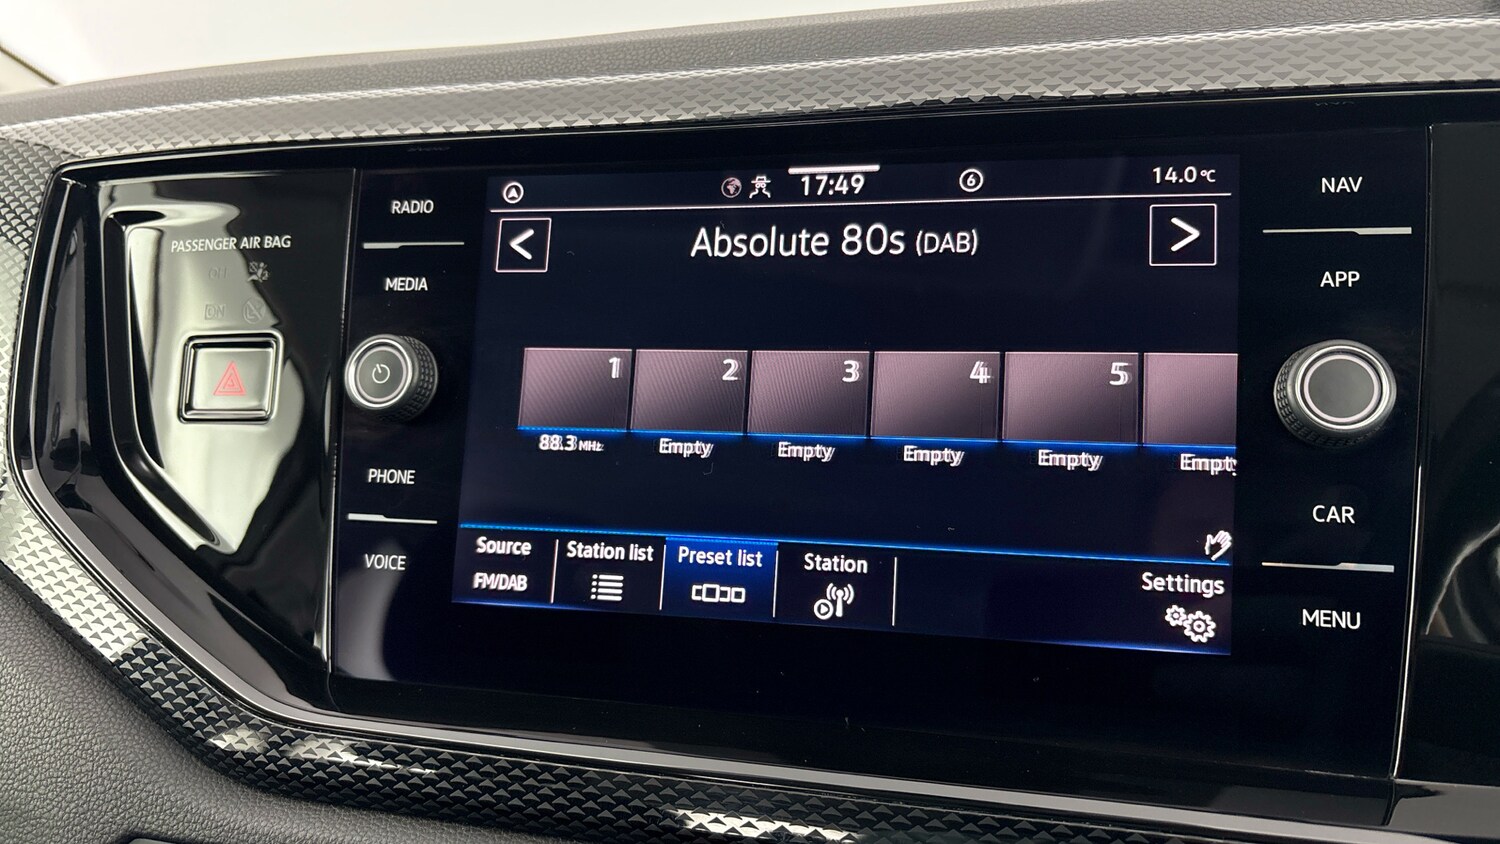 PASSENGER AIR BAG
RADIO
MEDIA
PHONE
VOICE
17:49
6
14.0°C
<
Absolute 80s (DAB)
>
1
2
3
4
5
88.3 MHz
Empty
Empty
Empty
Empty
Empty
Source
FM/DAB
Station list
Preset list
Station
Settings
NAV
APP
CAR
MENU